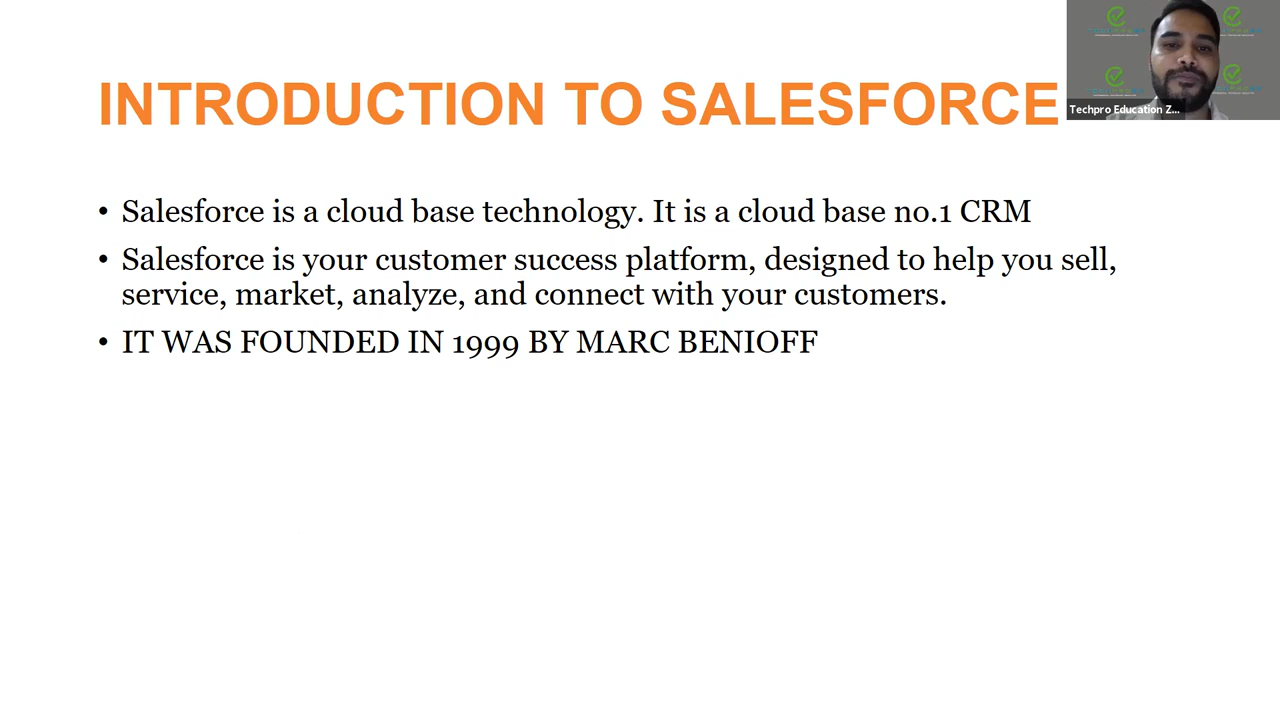 INTRODUCTION TO SALESFORCE
Techpro Education Z...
• Salesforce is a cloud base technology. It is a cloud base no.1 CRM
• Salesforce is your customer success platform, designed to help you sell,
service, market, analyze, and connect with your customers.
• IT WAS FOUNDED IN 1999 BY MARC BENIOFF